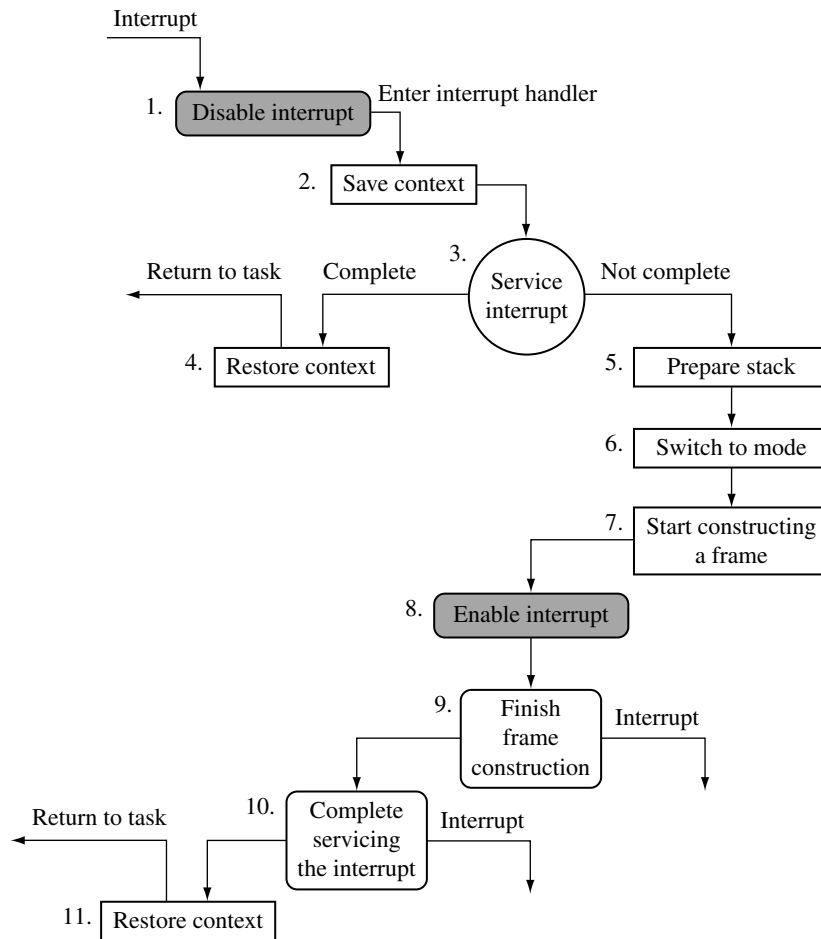 Interrupt
Enter interrupt handler
1. Disable interrupt
2. Save context
3.
Service
interrupt
Return to task
Complete
Not complete
4. Restore context
5. Prepare stack
6. Switch to mode
7. Start constructing
a frame
8. Enable interrupt
9. Finish
frame
construction
Interrupt
10. Complete
servicing
the interrupt
Interrupt
Return to task
11. Restore context